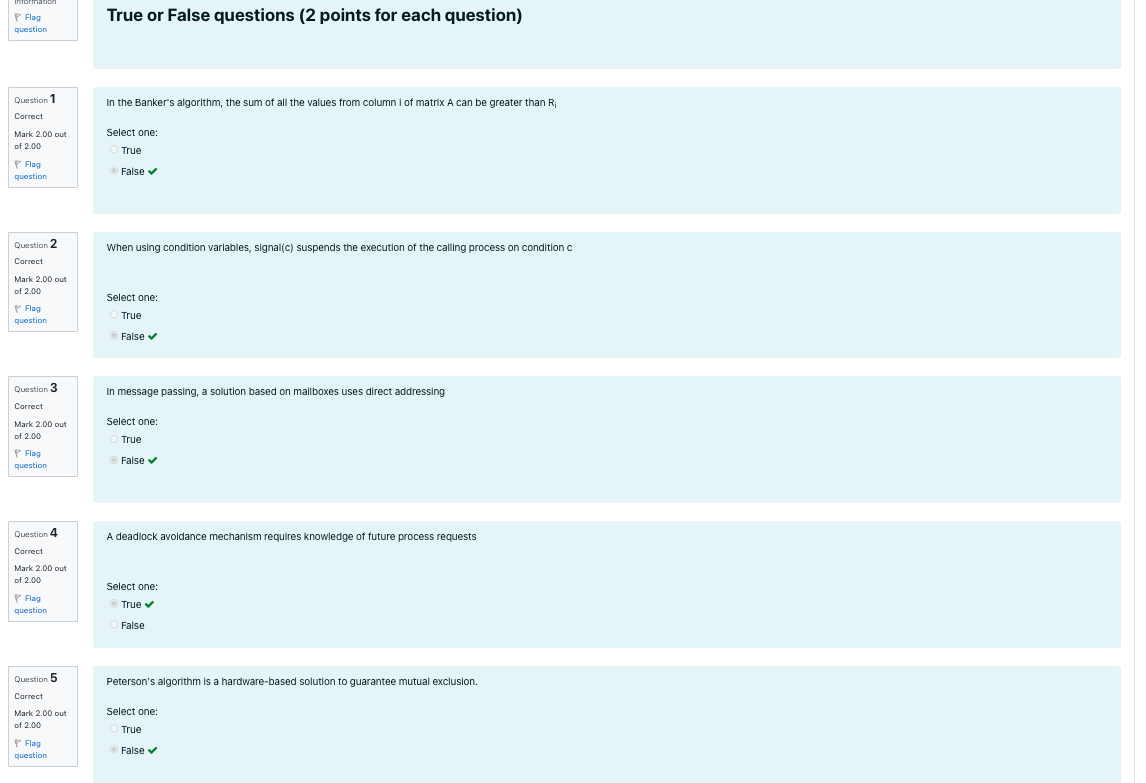 Information
Flag
question
True or False questions (2 points for each question)
Question 1
Correct
Mark 2.00 out
of 2.00
Flag
question
In the Banker's algorithm, the sum of all the values from column i of matrix A can be greater than Ri
Select one:
True
False
Question 2
Correct
Mark 2.00 out
of 2.00
Flag
question
When using condition variables, signal(c) suspends the execution of the calling process on condition c
Select one:
True
False
Question 3
Correct
Mark 2.00 out
of 2.00
Flag
question
In message passing, a solution based on mailboxes uses direct addressing
Select one:
True
False
Question 4
Correct
Mark 2.00 out
of 2.00
Flag
question
A deadlock avoidance mechanism requires knowledge of future process requests
Select one:
True
False
Question 5
Correct
Mark 2.00 out
of 2.00
Flag
question
Peterson's algorithm is a hardware-based solution to guarantee mutual exclusion.
Select one:
True
False